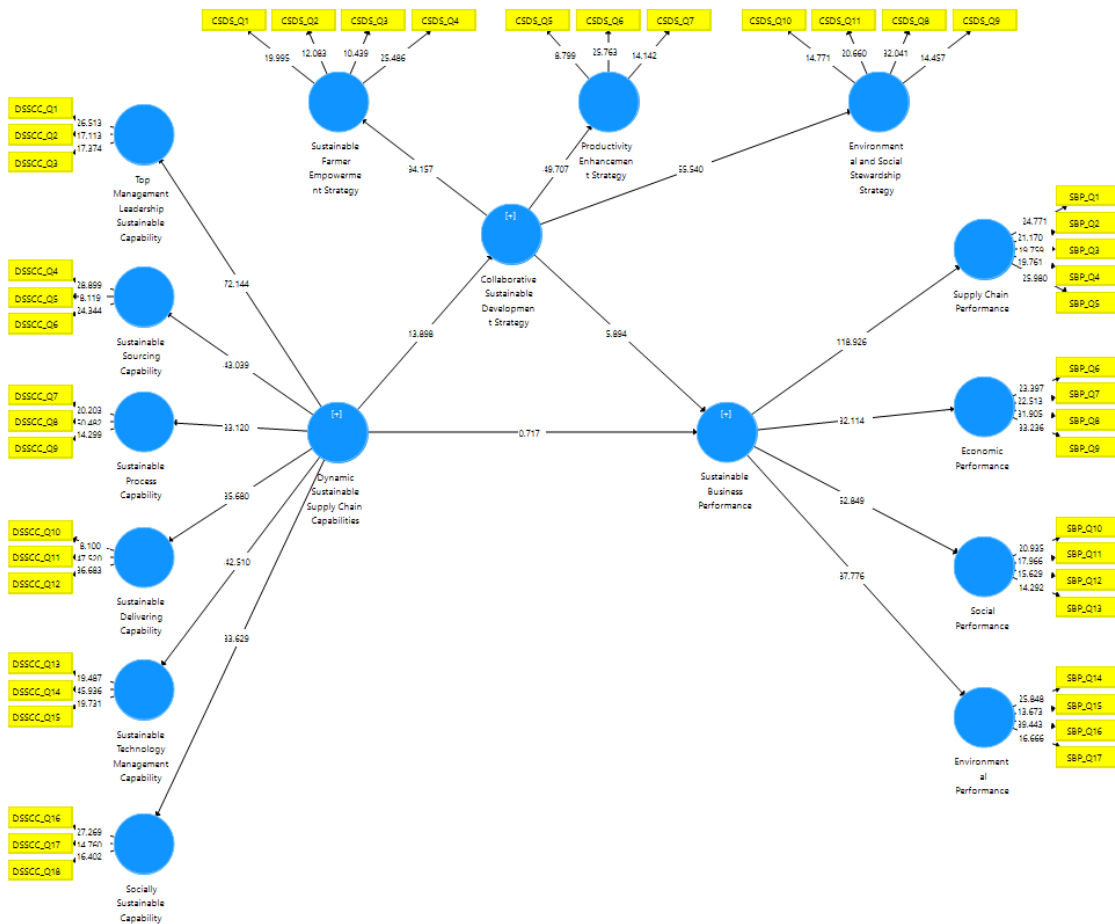 CSDS_Q1
CSDS_Q2
CSDS_Q3
CSDS_Q4
CSDS_Q5
CSDS_Q6
CSDS_Q7
CSDS_Q10
CSDS_Q11
CSDS_Q8
CSDS_Q9
19.995
12.083
10.439
25.486
8.799
25.763
14.142
14.771
20.660
32.041
14.457
DSSCC_Q1
DSSCC_Q2
DSSCC_Q3
26.513
17.113
17.374
Top
Management
Leadership
Sustainable
Capability
Sustainable
Farmer
Empowerme
nt Strategy
Productivity
Enhancemen
t Strategy
Environment
al and Social
Stewardship
Strategy
94.157
49.707
55.540
[+]
Collaborative
Sustainable
Developmen
t Strategy
SBP_Q1
SBP_Q2
SBP_Q3
SBP_Q4
SBP_Q5
24.771
21.170
19.761
25.980
Supply Chain
Performance
DSSCC_Q4
DSSCC_Q5
DSSCC_Q6
28.899
8.119
24.344
Sustainable
Sourcing
Capability
72.144
43.039
13.898
5.894
118.926
DSSCC_Q7
DSSCC_Q8
DSSCC_Q9
20.203
14.299
Sustainable
Process
Capability
33.120
[+]
Dynamic
Sustainable
Supply Chain
Capabilities
0.717
[+]
Sustainable
Business
Performance
SBP_Q6
SBP_Q7
SBP_Q8
SBP_Q9
23.397
22.513
31.905
33.236
Economic
Performance
DSSCC_Q10
DSSCC_Q11
DSSCC_Q12
8.100
47.520
36.683
Sustainable
Delivering
Capability
35.680
42.510
33.629
52.849
37.776
SBP_Q10
SBP_Q11
SBP_Q12
SBP_Q13
20.935
17.966
15.629
14.292
Social
Performance
DSSCC_Q13
DSSCC_Q14
DSSCC_Q15
19.487
45.936
19.731
Sustainable
Technology
Management
Capability
SBP_Q14
SBP_Q15
SBP_Q16
SBP_Q17
25.848
13.673
39.443
16.666
Environment
al
Performance
DSSCC_Q16
DSSCC_Q17
DSSCC_Q18
27.269
14.760
16.402
Socially
Sustainable
Capability